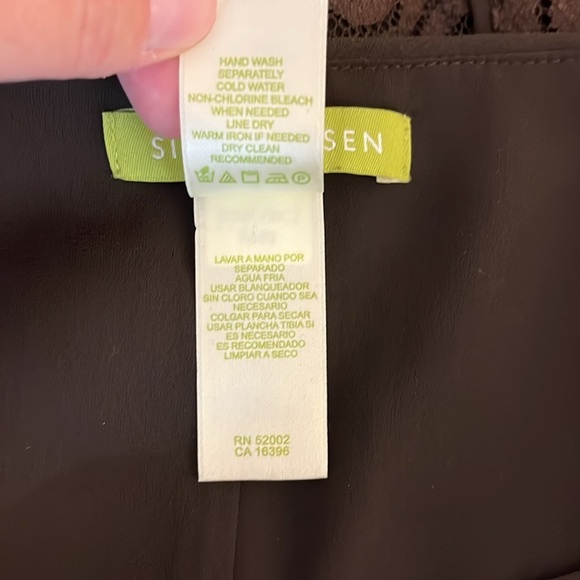 HAND WASH
SEPARATELY
COLD WATER
NON-CHLORINE BLEACH
WHEN NEEDED
LINE DRY
WARM IRON IF NEEDED
DRY CLEAN
RECOMMENDED
SI SEN
LAVAR A MANO POR
SEPARADO
AGUA FRIA
USAR BLANQUEADOR
SIN CLORO CUANDO SEA
NECESARIO
COLGAR PARA SECAR
USAR PLANCHA TIBIA SI
ES NECESARIO
ES RECOMENDADO
LIMPIAR A SECO
RN 52002
CA 16396